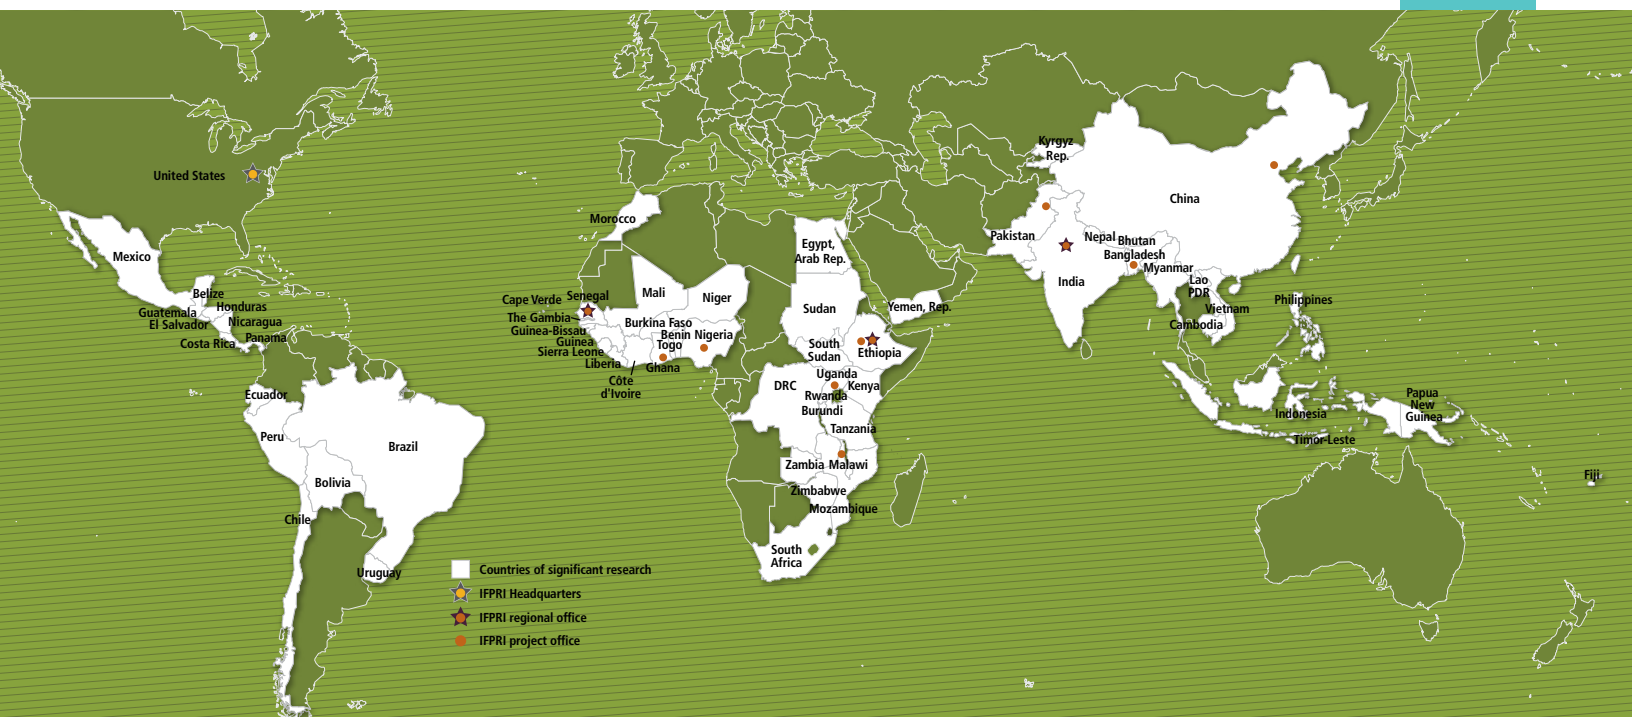 United States
Mexico
Belize
Honduras
Guatemala
El Salvador
Nicaragua
Costa Rica
Panama
Ecuador
Peru
Brazil
Bolivia
Chile
Uruguay
Morocco
Egypt,
Arab Rep.
Mali
Niger
Sudan
Cape Verde
Senegal
The Gambia
Guinea-Bissau
Guinea
Sierra Leone
Liberia
Côte
d'Ivoire
Burkina Faso
Benin
Nigeria
Togo
Ghana
South
Sudan
Ethiopia
Yemen, Rep.
DRC
Uganda
Kenya
Rwanda
Burundi
Tanzania
Zambia
Malawi
Zimbabwe
Mozambique
South
Africa
Kyrgyz
Rep.
China
Pakistan
Nepal
Bhutan
Bangladesh
India
Myanmar
Lao
PDR
Vietnam
Cambodia
Philippines
Indonesia
Timor-Leste
Papua
New
Guinea
Fiji
Countries of significant research
IFPRI Headquarters
IFPRI regional office
IFPRI project office